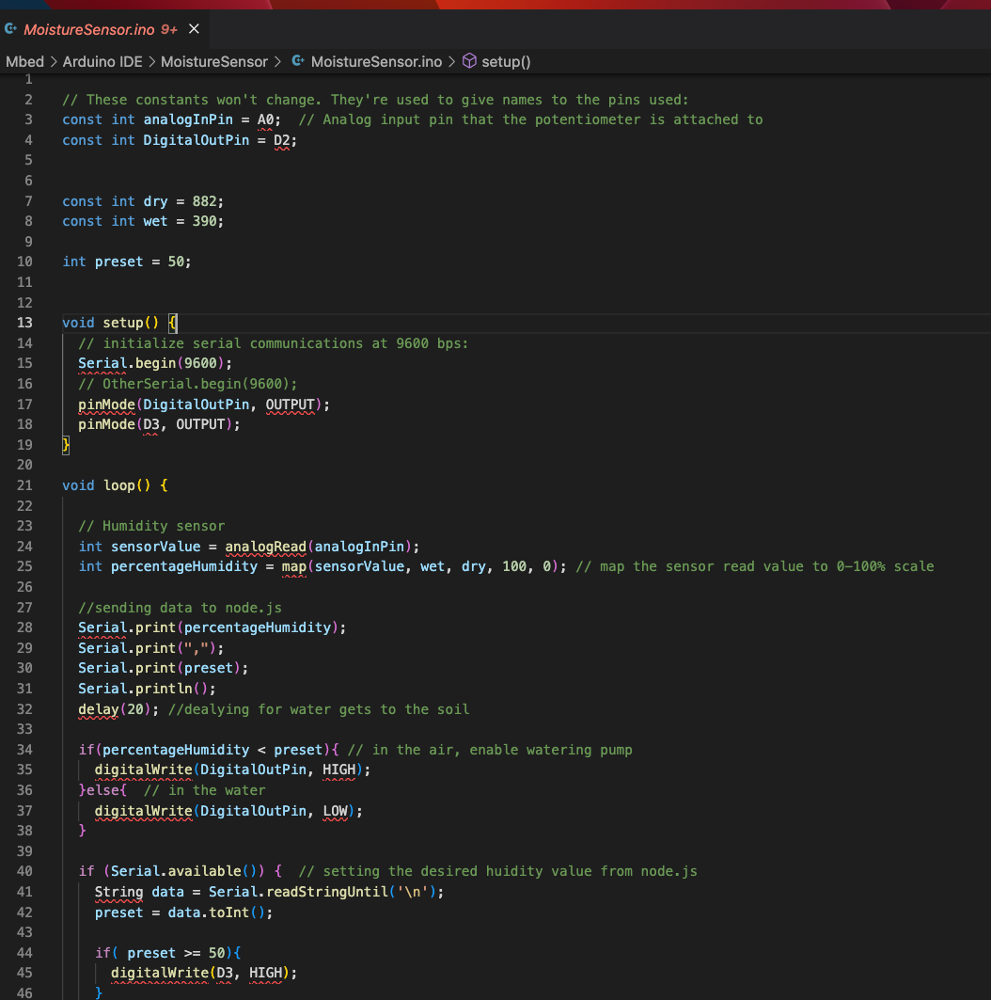 MoistureSensor.ino 9+
Mbed > Arduino IDE > MoistureSensor > MoistureSensor.ino > setup()
1
2 // These constants won't change. They're used to give names to the pins used:
3 const int analogInPin = A0;  // Analog input pin that the potentiometer is attached to
4 const int DigitalOutPin = D2;
5
6
7 const int dry = 882;
8 const int wet = 390;
9
10 int preset = 50;
11
12
13 void setup() {
14   // initialize serial communications at 9600 bps:
15   Serial.begin(9600);
16   // OtherSerial.begin(9600);
17   pinMode(DigitalOutPin, OUTPUT);
18   pinMode(D3, OUTPUT);
19 }
20
21 void loop() {
22
23   // Humidity sensor
24   int sensorValue = analogRead(analogInPin);
25   int percentageHumidity = map(sensorValue, wet, dry, 100, 0); // map the sensor read value to 0-100% scale
26
27   //sending data to node.js
28   Serial.print(percentageHumidity);
29   Serial.print(",");
30   Serial.print(preset);
31   Serial.println();
32   delay(20); //dealying for water gets to the soil
33
34   if(percentageHumidity < preset){ // in the air, enable watering pump
35     digitalWrite(DigitalOutPin, HIGH);
36   }else{  // in the water
37     digitalWrite(DigitalOutPin, LOW);
38   }
39
40   if (Serial.available()) {  // setting the desired huidity value from node.js
41     String data = Serial.readStringUntil('\n');
42     preset = data.toInt();
43
44     if( preset >= 50){
45       digitalWrite(D3, HIGH);
46     }